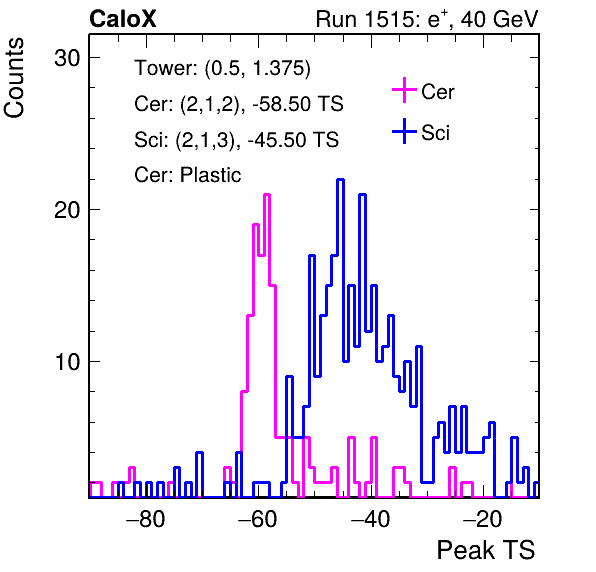 CaloX Run 1515: e⁺, 40 GeV
Counts
30
20
10
Tower: (0.5, 1.375)
Cer: (2,1,2), -58.50 TS
Sci: (2,1,3), -45.50 TS
Cer: Plastic
Cer
Sci
−80 −60 −40 −20
Peak TS